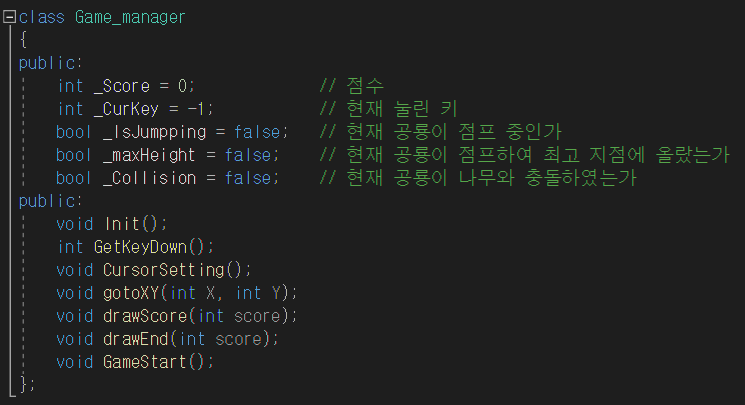 class Game_manager
{
public:
int _Score = 0; // 점수
int _CurKey = -1; // 현재 눌린 키
bool _IsJumpping = false; // 현재 공룡이 점프 중인가
bool _maxHeight = false; // 현재 공룡이 점프하여 최고 지점에 올랐는가
bool _Collision = false; // 현재 공룡이 나무와 충돌하였는가
public:
void Init();
int GetKeyDown();
void CursorSetting();
void gotoXY(int X, int Y);
void drawScore(int score);
void drawEnd(int score);
void GameStart();
};